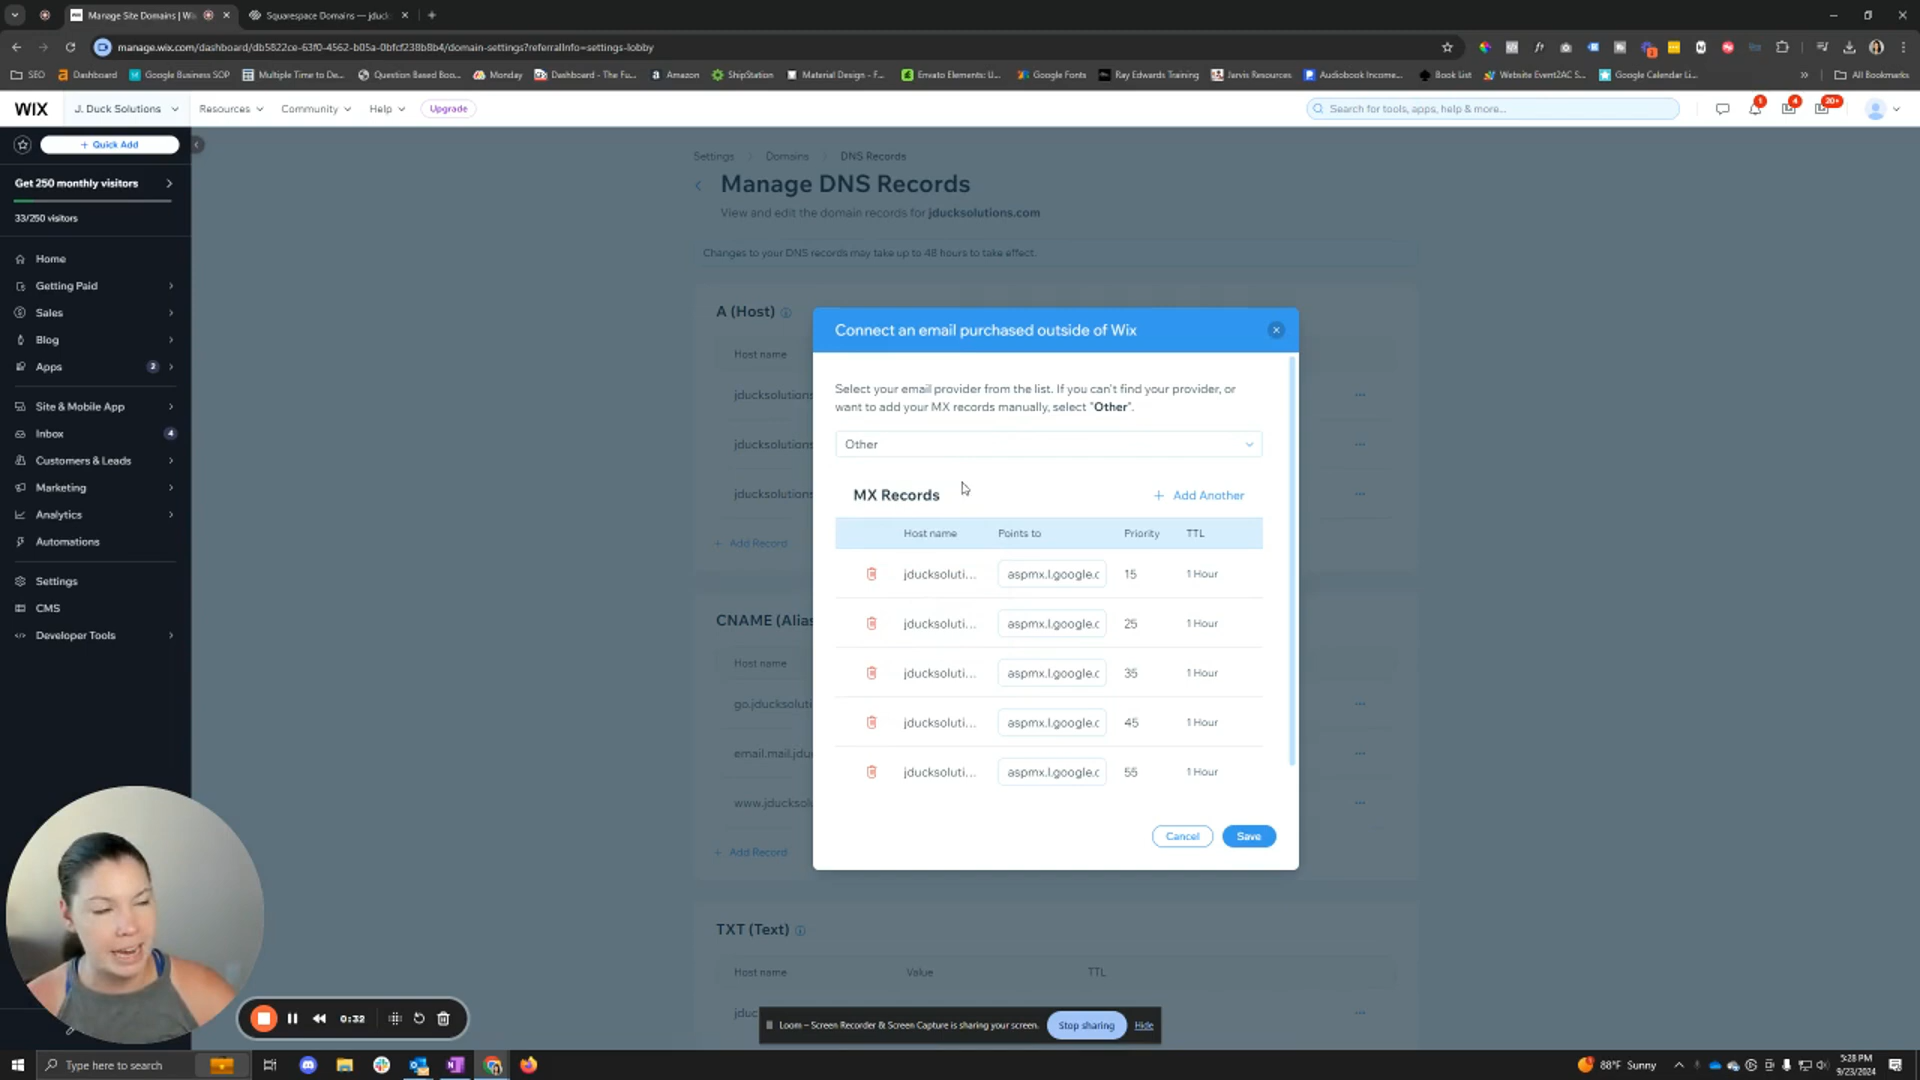 Manage Site Domains | Wi
Squarespace Domains — jduck
manage.wix.com/dashboard/db5822ce-63f0-4562-b05a-0bfcf238b8b4/domain-settings?referralInfo=settings-lobby
SEO
Dashboard
Google Business SOP
Multiple Time to De...
Question Based Boo...
Monday
Dashboard - The Fu...
Amazon
ShipStation
Material Design - F...
Envato Elements: U...
Google Fonts
Ray Edwards Training
Jarvis Resources
Audiobook Income...
Book List
Website Event2AC S...
Google Calendar Li...
All Bookmarks
WIX
J. Duck Solutions
Resources
Community
Help
Upgrade
Search for tools, apps, help & more...
1
4
20+
+ Quick Add
Get 250 monthly visitors
33/250 visitors
Home
Getting Paid
Sales
Blog
Apps 2
Site & Mobile App
Inbox 4
Customers & Leads
Marketing
Analytics
Automations
Settings
CMS
Developer Tools
Settings > Domains > DNS Records
Manage DNS Records
View and edit the domain records for jducksolutions.com
Changes to your DNS records may take up to 48 hours to take effect.
A (Host)
Host name
jducksolutions
jducksolutions
jducksolutions
+ Add Record
CNAME (Alias
Host name
go.jducksoluti
email.mail.jdu
www.jducksolu
+ Add Record
TXT (Text)
Host name Value TTL
jduc
Connect an email purchased outside of Wix
Select your email provider from the list. If you can't find your provider, or
want to add your MX records manually, select "Other".
Other
MX Records
+ Add Another
Host name Points to Priority TTL
jducksoluti... aspmx.l.google.c 15 1 Hour
jducksoluti... aspmx.l.google.c 25 1 Hour
jducksoluti... aspmx.l.google.c 35 1 Hour
jducksoluti... aspmx.l.google.c 45 1 Hour
jducksoluti... aspmx.l.google.c 55 1 Hour
Cancel
Save
0:32
Loom – Screen Recorder & Screen Capture is sharing your screen.
Stop sharing
Hide
Type here to search
88°F Sunny
5:28 PM
9/23/2024